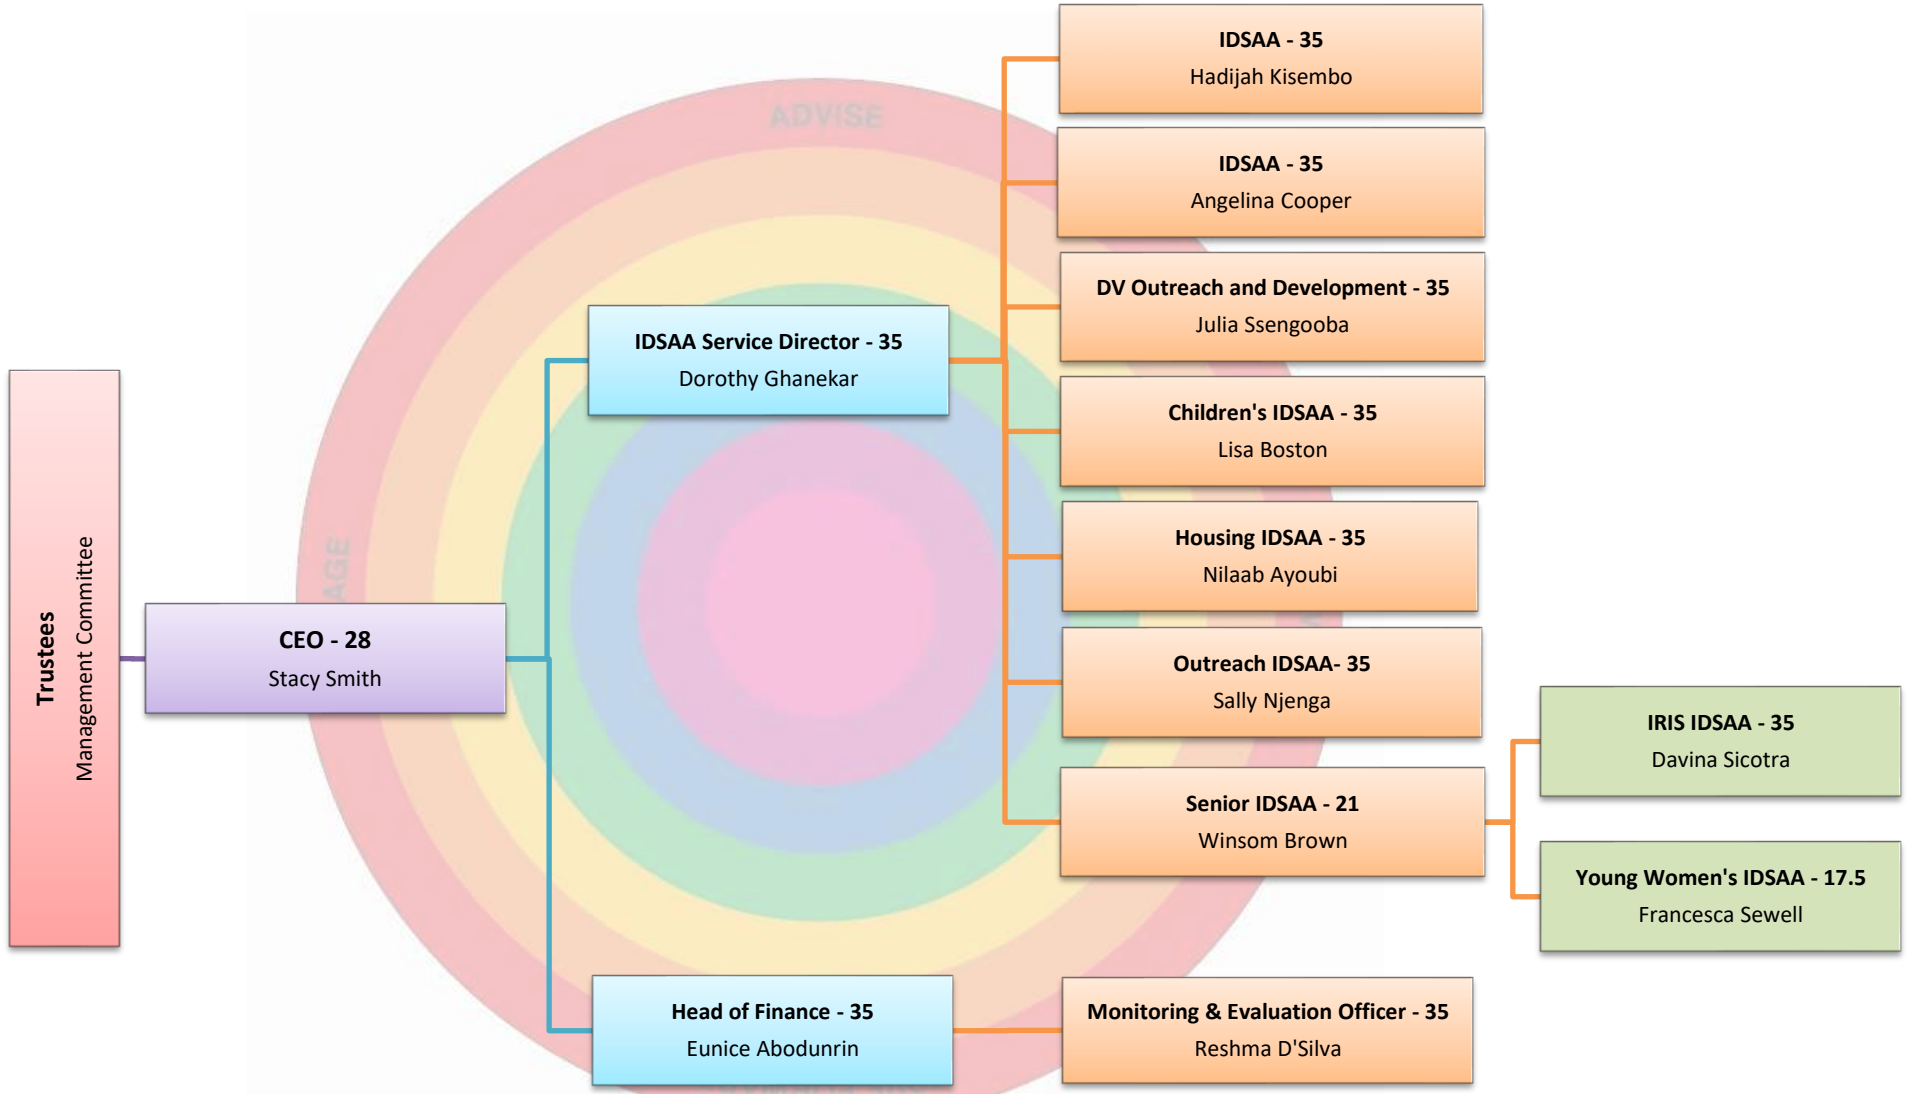 Trustees
Management Committee
CEO - 28
Stacy Smith
IDSAA Service Director - 35
Dorothy Ghanekar
Head of Finance - 35
Eunice Abodunrin
IDSAA - 35
Hadijah Kisembo
IDSAA - 35
Angelina Cooper
DV Outreach and Development - 35
Julia Ssengooba
Children's IDSAA - 35
Lisa Boston
Housing IDSAA - 35
Nilaab Ayoubi
Outreach IDSAA- 35
Sally Njenga
Senior IDSAA - 21
Winsom Brown
Monitoring & Evaluation Officer - 35
Reshma D'Silva
IRIS IDSAA - 35
Davina Sicotra
Young Women's IDSAA - 17.5
Francesca Sewell
ADVISE